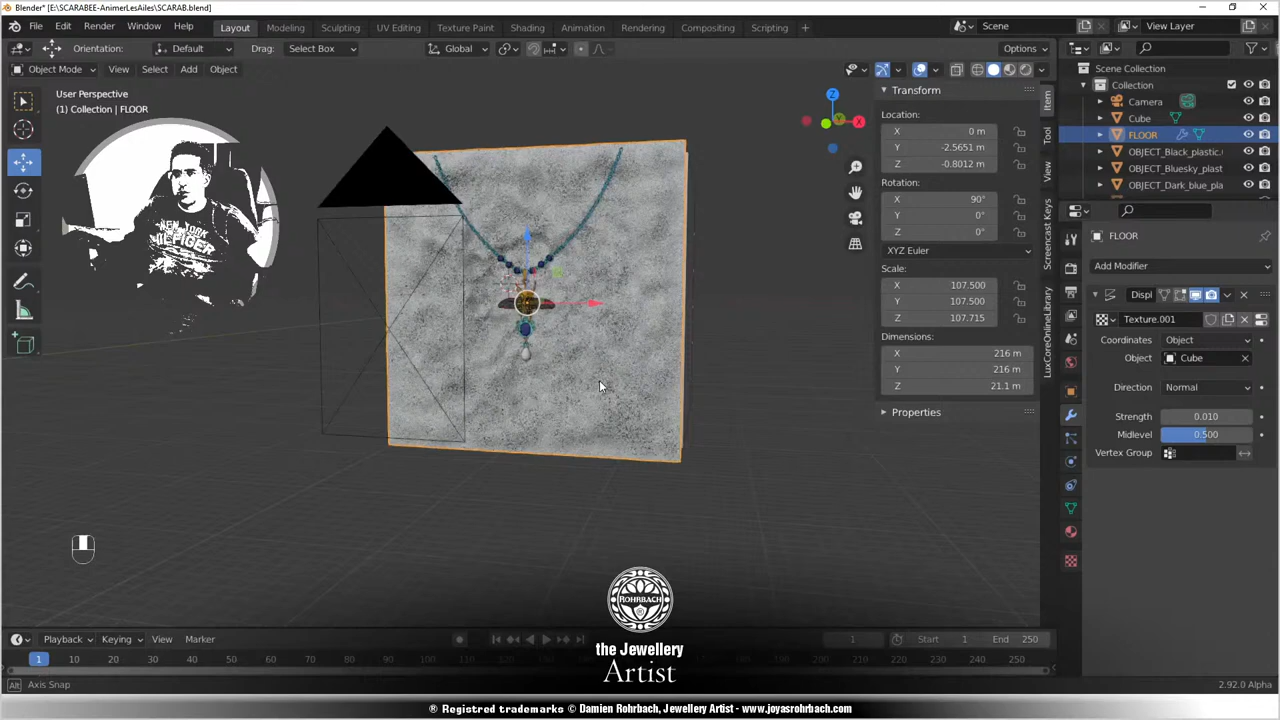 Blender* [E:\SCARABEE-AnimerLesAiles\SCARAB.blend]
File Edit Render Window Help Layout Modeling Sculpting UV Editing Texture Paint Shading Animation Rendering Compositing Scripting + Scene View Layer
Orientation: Default Drag: Select Box Global Options
Object Mode View Select Add Object
User Perspective
(1) Collection | FLOOR
Z
Y
X
Transform
Location:
X 0 m
Y -2.5651 m
Z -0.8012 m
Rotation:
X 90°
Y 0°
Z 0°
XYZ Euler
Scale:
X 107.500
Y 107.500
Z 107.715
Dimensions:
X 216 m
Y 216 m
Z 21.1 m
Properties
Item
Tool
View
Screencast Keys
LuxCoreOnlineLibrary
Scene Collection
Collection
Camera
Cube
FLOOR
OBJECT_Black_plastic.
OBJECT_Bluesky_plast
OBJECT_Dark_blue_pla
FLOOR
Add Modifier
Displ
Texture.001
Coordinates Object
Object Cube
Direction Normal
Strength 0.010
Midlevel 0.500
Vertex Group
NEW YORK
HILFIGER
ROHRBACH
the Jewellery
Artist
Playback Keying View Marker 1 Start 1 End 250
1 10 20 30 40 50 60 70 80 90 100 110 120 130 140 150 160 170 180 190 200 210 220 230 240 250
Alt Axis Snap 2.92.0 Alpha
® Registered trademarks © Damien Rohrbach, Jewellery Artist - www.joyasrohrbach.com